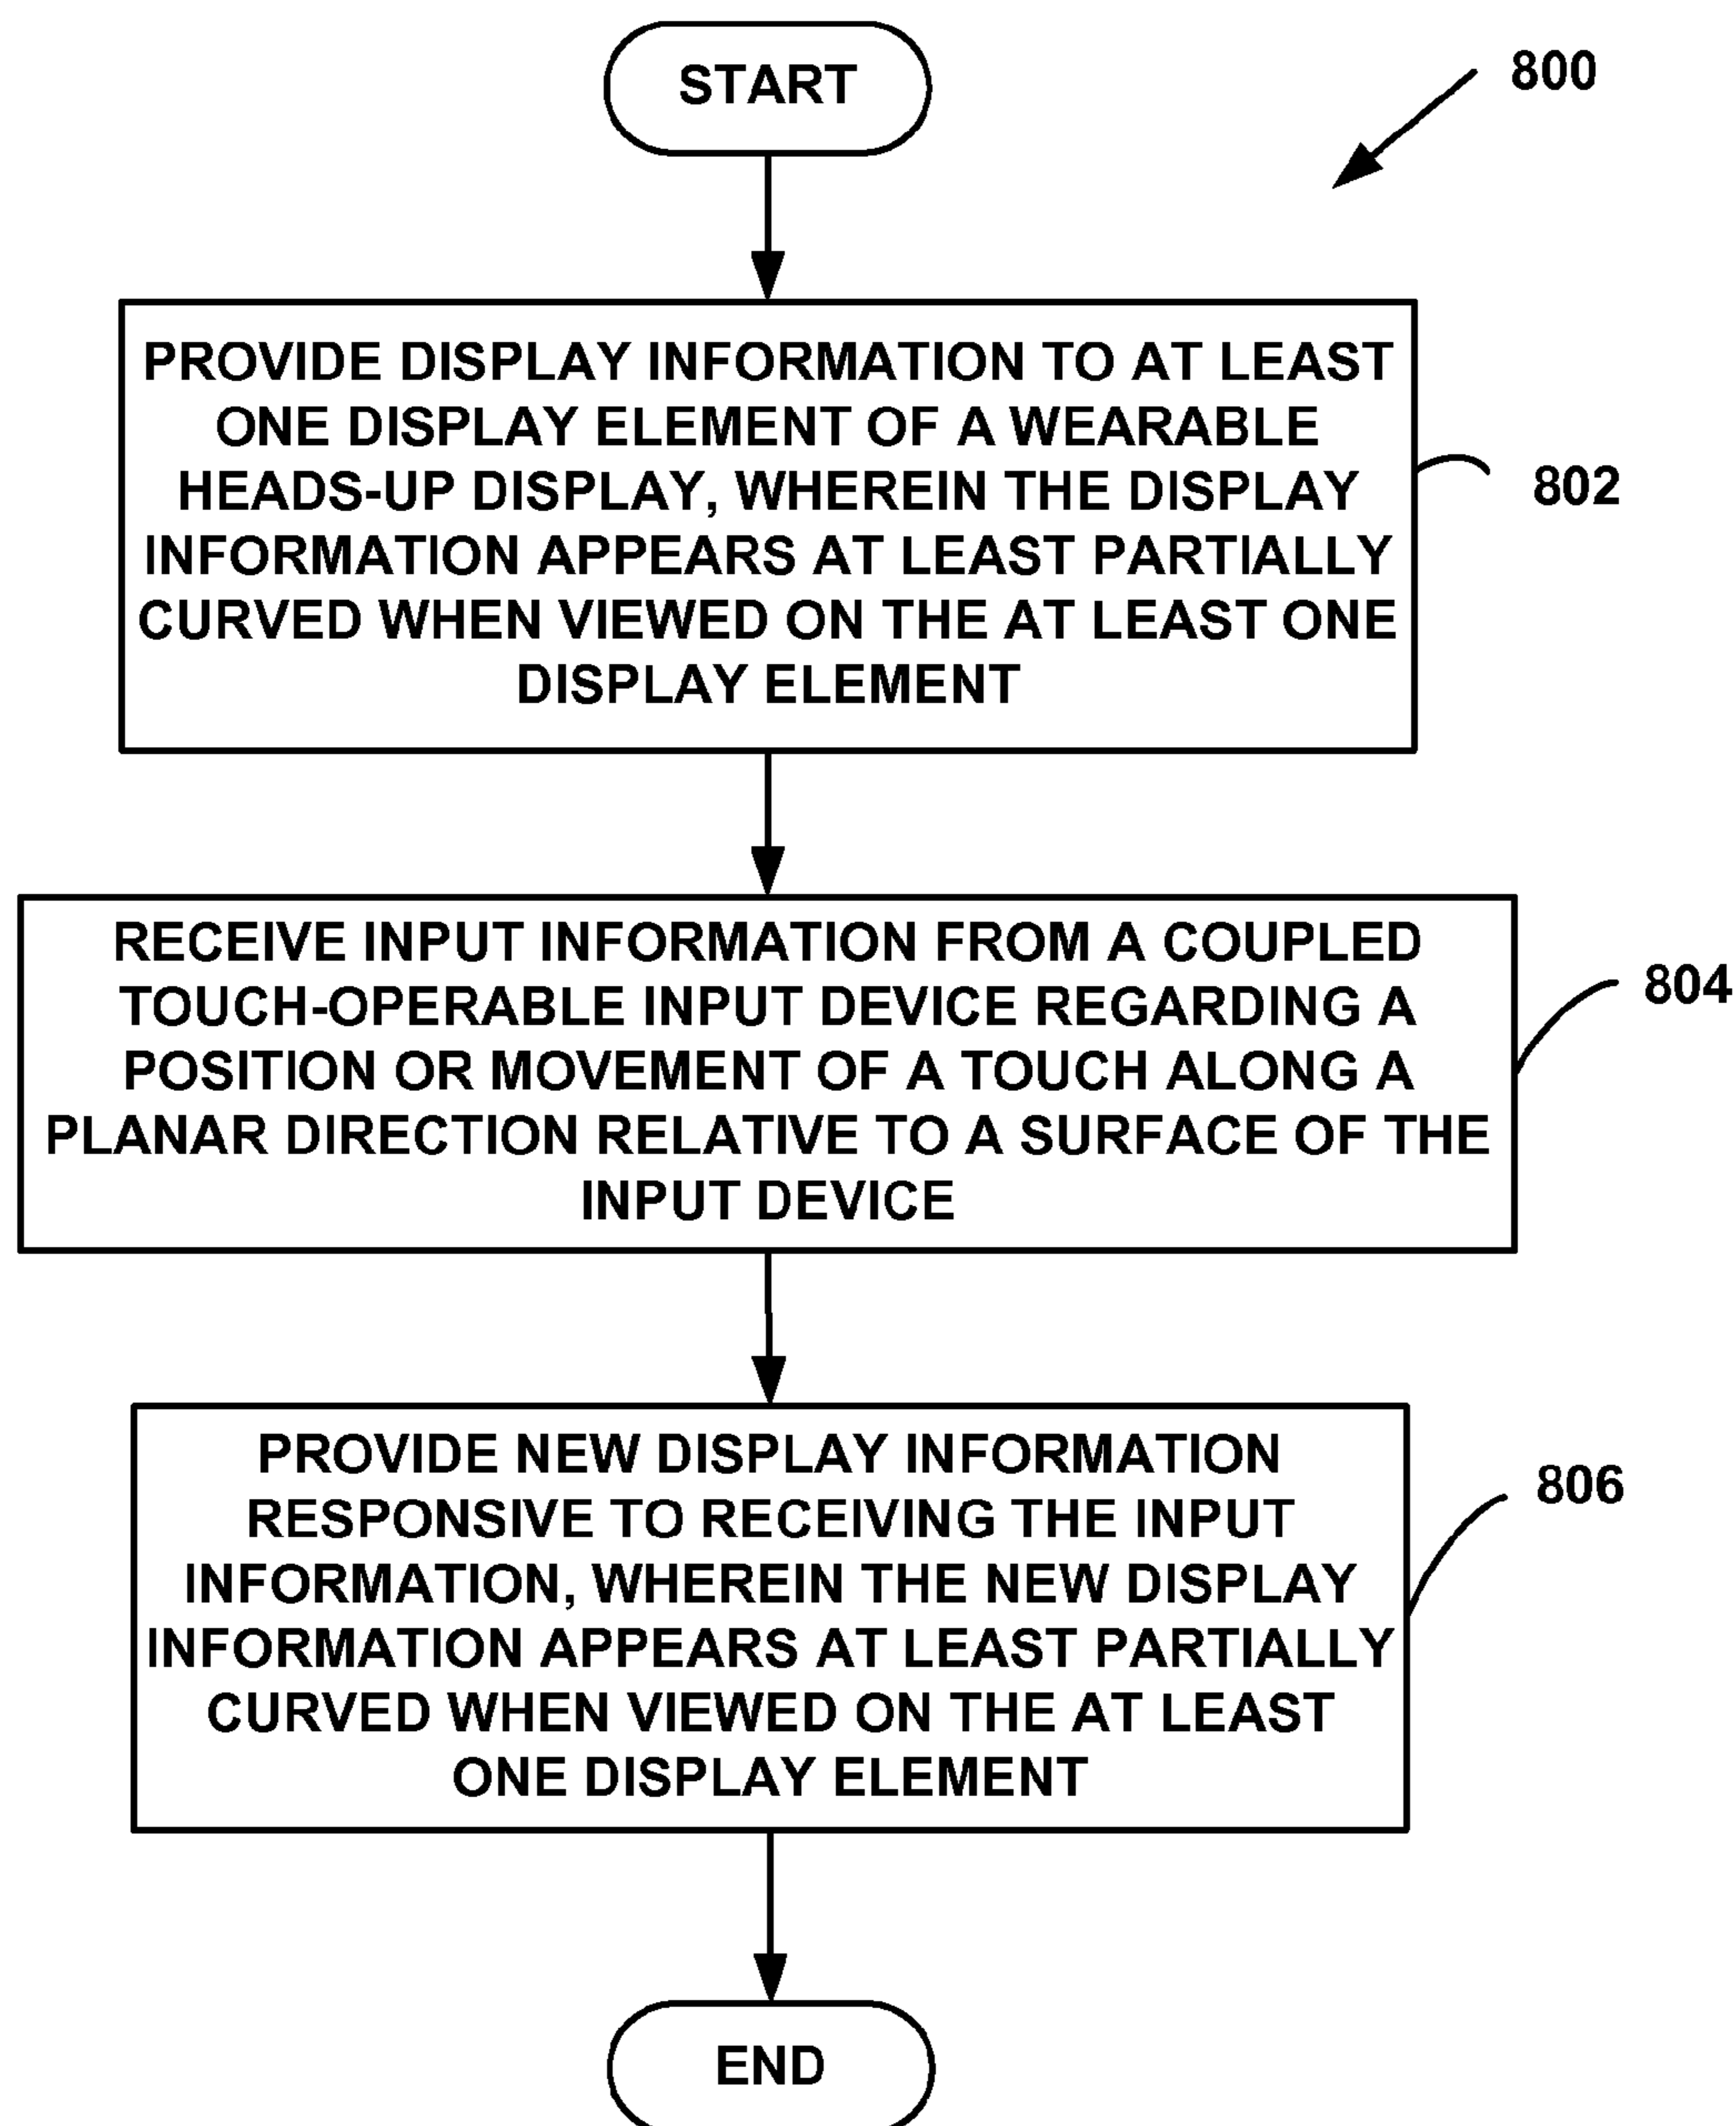 START
800
PROVIDE DISPLAY INFORMATION TO AT LEAST
ONE DISPLAY ELEMENT OF A WEARABLE
HEADS-UP DISPLAY, WHEREIN THE DISPLAY
INFORMATION APPEARS AT LEAST PARTIALLY
CURVED WHEN VIEWED ON THE AT LEAST ONE
DISPLAY ELEMENT
802
RECEIVE INPUT INFORMATION FROM A COUPLED
TOUCH-OPERABLE INPUT DEVICE REGARDING A
POSITION OR MOVEMENT OF A TOUCH ALONG A
PLANAR DIRECTION RELATIVE TO A SURFACE OF THE
INPUT DEVICE
804
PROVIDE NEW DISPLAY INFORMATION
RESPONSIVE TO RECEIVING THE INPUT
INFORMATION, WHEREIN THE NEW DISPLAY
INFORMATION APPEARS AT LEAST PARTIALLY
CURVED WHEN VIEWED ON THE AT LEAST
ONE DISPLAY ELEMENT
806
END